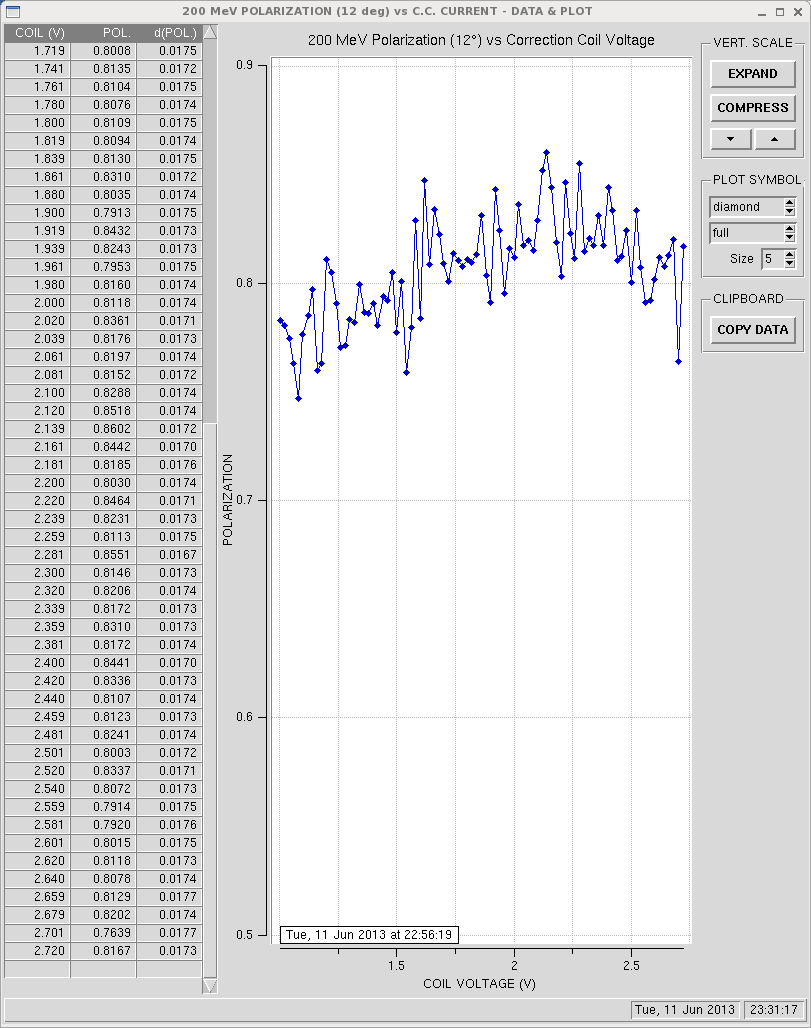 200 MeV POLARIZATION (12 deg) vs C.C. CURRENT - DATA & PLOT
COIL (V) POL. d(POL.)
1.719 0.8008 0.0175
1.741 0.8135 0.0172
1.761 0.8104 0.0175
1.780 0.8076 0.0174
1.800 0.8109 0.0175
1.819 0.8094 0.0174
1.839 0.8130 0.0175
1.861 0.8310 0.0172
1.880 0.8035 0.0174
1.900 0.7913 0.0175
1.919 0.8432 0.0173
1.939 0.8243 0.0173
1.961 0.7953 0.0175
1.980 0.8160 0.0174
2.000 0.8118 0.0174
2.020 0.8361 0.0171
2.039 0.8176 0.0173
2.061 0.8197 0.0174
2.081 0.8152 0.0172
2.100 0.8288 0.0174
2.120 0.8518 0.0174
2.139 0.8602 0.0172
2.161 0.8442 0.0170
2.181 0.8185 0.0176
2.200 0.8030 0.0174
2.220 0.8464 0.0171
2.239 0.8231 0.0173
2.259 0.8113 0.0175
2.281 0.8551 0.0167
2.300 0.8146 0.0173
2.320 0.8206 0.0174
2.339 0.8172 0.0173
2.359 0.8310 0.0173
2.381 0.8172 0.0174
2.400 0.8441 0.0170
2.420 0.8336 0.0173
2.440 0.8107 0.0174
2.459 0.8123 0.0173
2.481 0.8241 0.0174
2.501 0.8003 0.0172
2.520 0.8337 0.0171
2.540 0.8072 0.0173
2.559 0.7914 0.0175
2.581 0.7920 0.0176
2.601 0.8015 0.0175
2.620 0.8118 0.0173
2.640 0.8078 0.0174
2.659 0.8129 0.0177
2.679 0.8202 0.0174
2.701 0.7639 0.0177
2.720 0.8167 0.0173
200 MeV Polarization (12°) vs Correction Coil Voltage
0.9
0.8
0.7
0.6
0.5
POLARIZATION
Tue, 11 Jun 2013 at 22:56:19
1.5 2 2.5
COIL VOLTAGE (V)
VERT. SCALE
EXPAND
COMPRESS
PLOT SYMBOL
diamond
full
Size 5
CLIPBOARD
COPY DATA
Tue, 11 Jun 2013 23:31:17